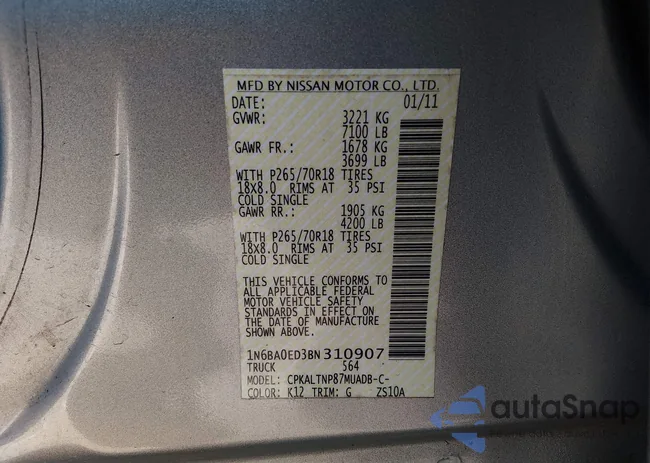 MFD BY NISSAN MOTOR CO., LTD.
DATE: 01/11
GVWR: 3221 KG
7100 LB
GAWR FR.: 1678 KG
3699 LB
WITH P265/70R18 TIRES
18X8.0 RIMS AT 35 PSI
COLD SINGLE
GAWR RR.: 1905 KG
4200 LB
WITH P265/70R18 TIRES
18X8.0 RIMS AT 35 PSI
COLD SINGLE
THIS VEHICLE CONFORMS TO
ALL APPLICABLE FEDERAL
MOTOR VEHICLE SAFETY
STANDARDS IN EFFECT ON
THE DATE OF MANUFACTURE
SHOWN ABOVE.
1N6BA0ED3BN310907
TRUCK 564
MODEL: CPKALTNP87MUADB-C-
COLOR: K12 TRIM: G ZS10A
autaSnap